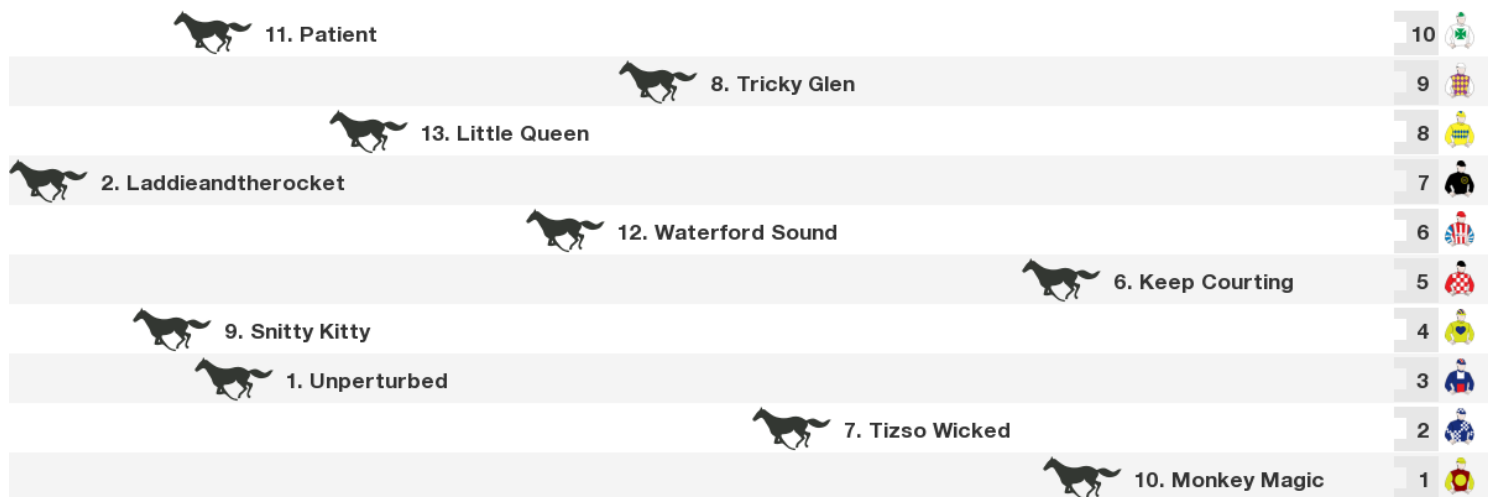 11. Patient 10
8. Tricky Glen 9
13. Little Queen 8
2. Laddieandtherocket 7
12. Waterford Sound 6
6. Keep Courting 5
9. Snitty Kitty 4
1. Unperturbed 3
7. Tizso Wicked 2
10. Monkey Magic 1